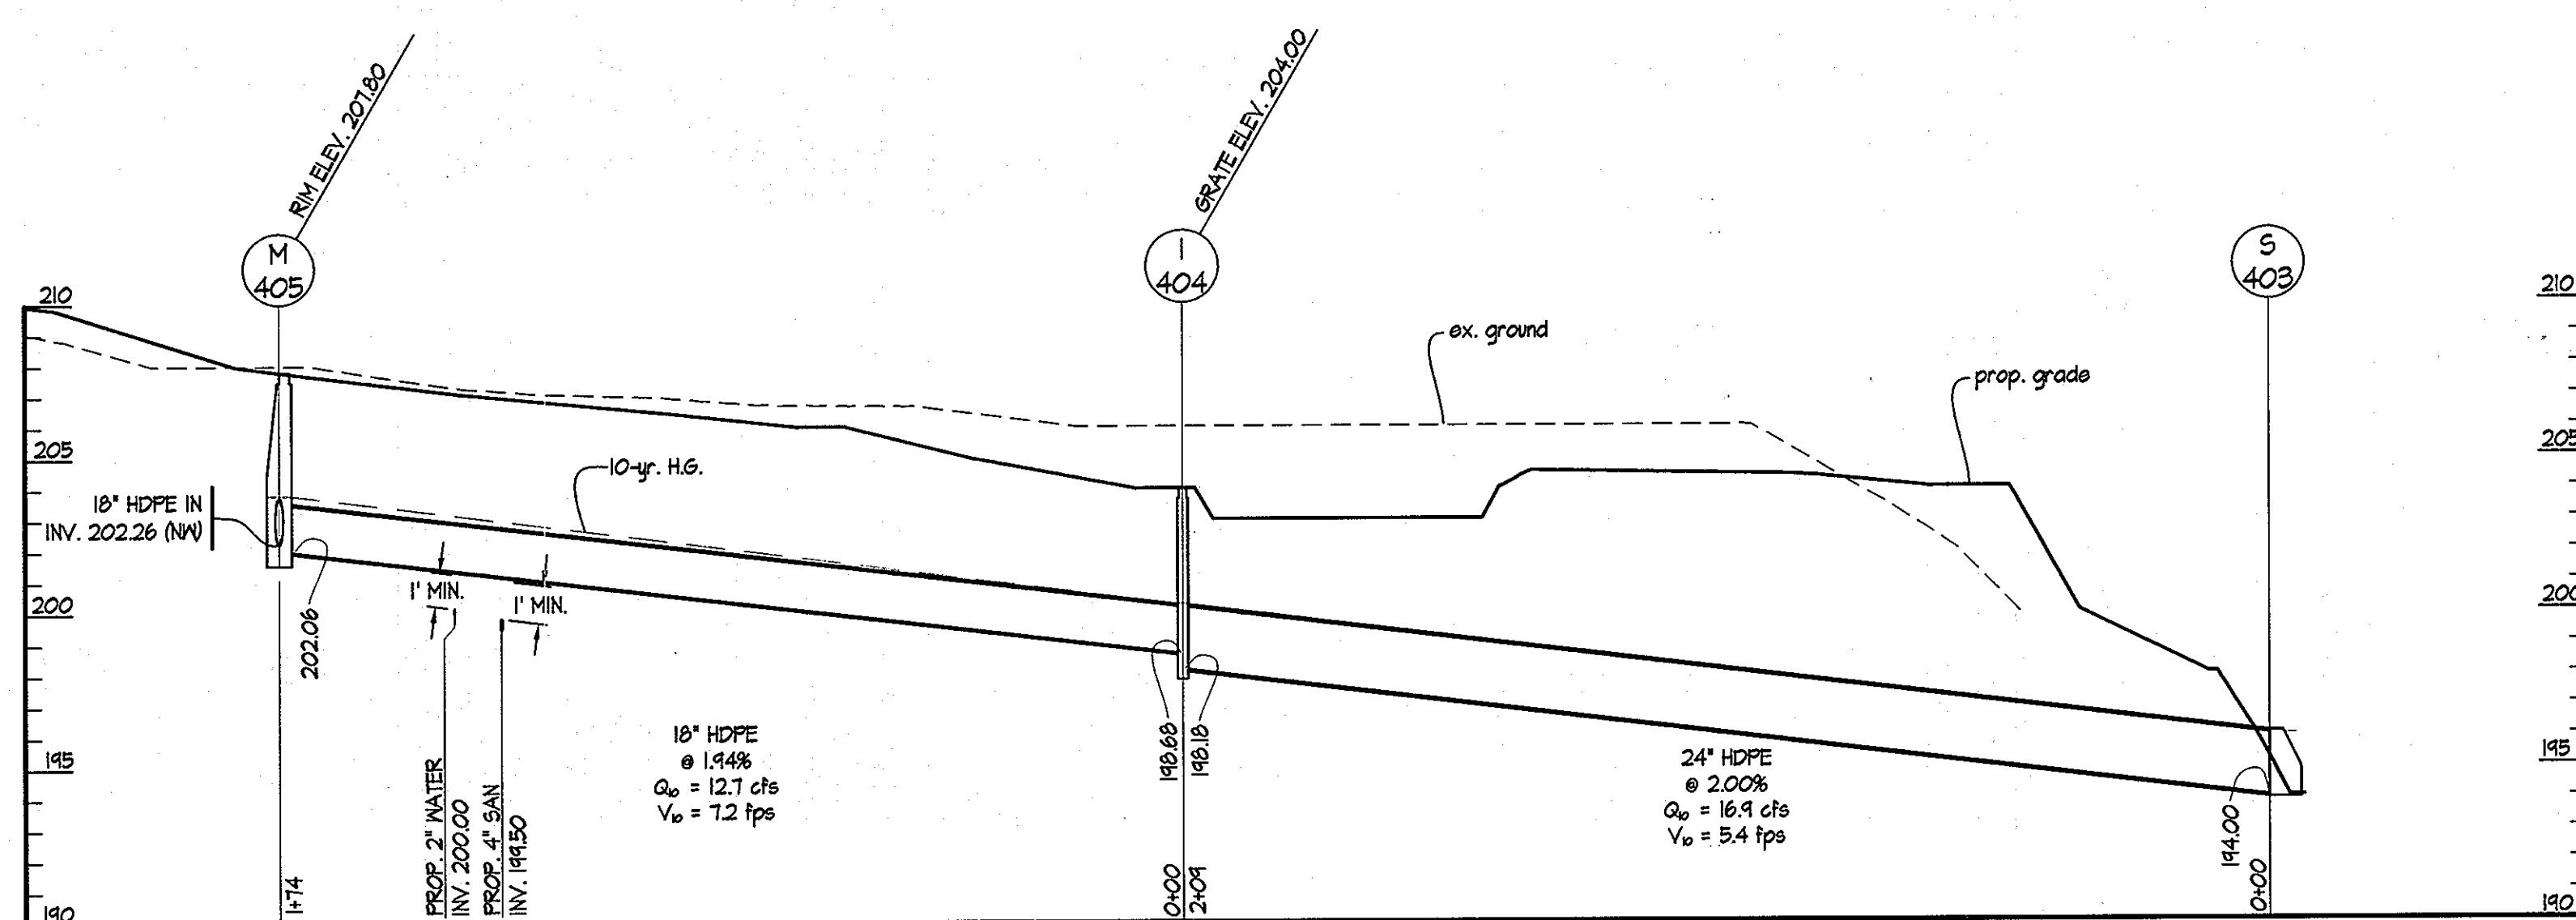 RIM ELEV. 207.80
GRATE ELEV. 204.00
M
405
I
404
S
403
210
210
ex. ground
prop. grade
205
205
10-yr. H.G.
18" HDPE IN
INV. 202.26 (NW)
1' MIN.
1' MIN.
200
200
202.06
198.68
198.18
18" HDPE
@ 1.94%
Q₁₀ = 12.7 cfs
V₁₀ = 7.2 fps
24" HDPE
@ 2.00%
Q₁₀ = 16.9 cfs
V₁₀ = 5.4 fps
195
195
194.00
PROP. 2" WATER
INV. 200.00
PROP. 4" SAN
INV. 199.50
1+74
0+00
2+09
0+00
190
190